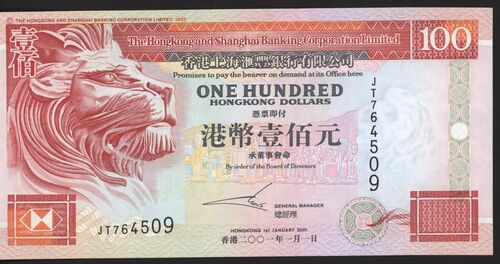 © THE HONGKONG AND SHANGHAI BANKING CORPORATION LIMITED 2002
壹佰
The Hongkong and Shanghai Banking Corporation Limited
100
香港上海滙豐銀行有限公司
Promises to pay the bearer on demand at its Office here
ONE HUNDRED
HONGKONG DOLLARS
憑票即付
港幣壹佰元
承董事會命
By order of the Board of Directors
JT764509
GENERAL MANAGER
總經理
JT764509
HONGKONG 1ST JANUARY 2001
香港二〇〇一年一月一日